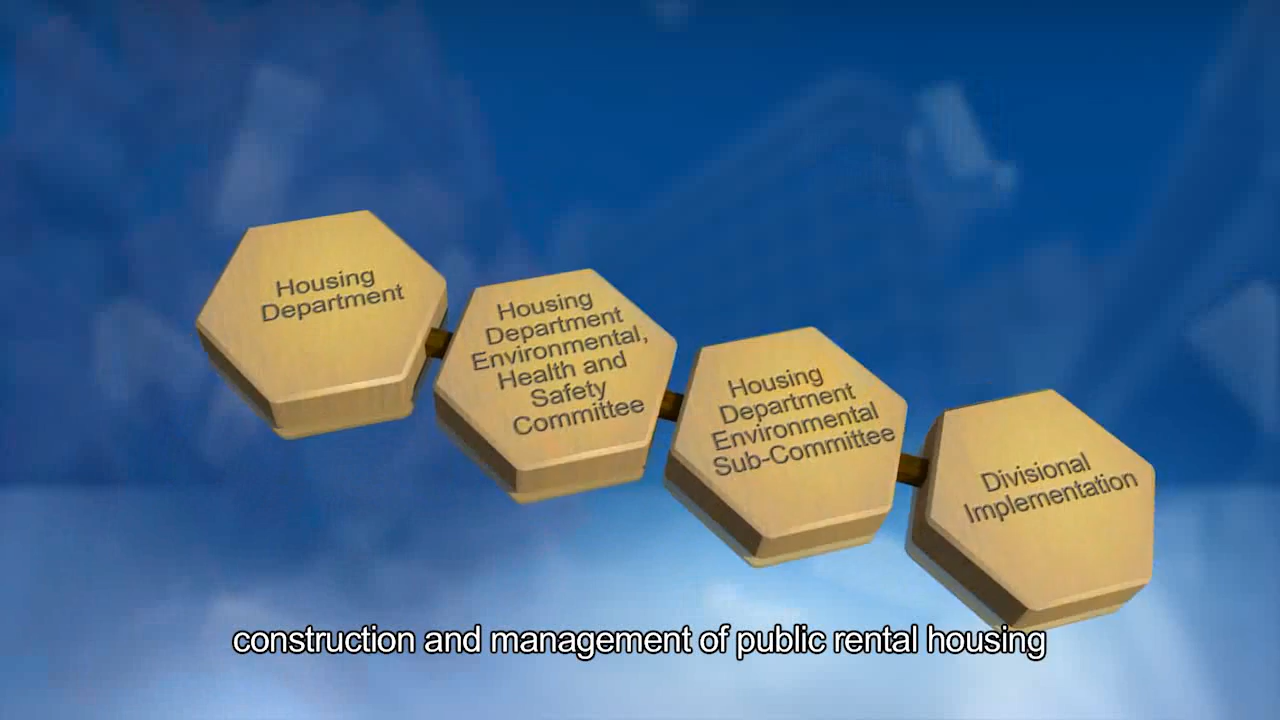 Housing
Department
Housing
Department
Environmental,
Health and
Safety
Committee
Housing
Department
Environmental
Sub-Committee
Divisional
Implementation
construction and management of public rental housing